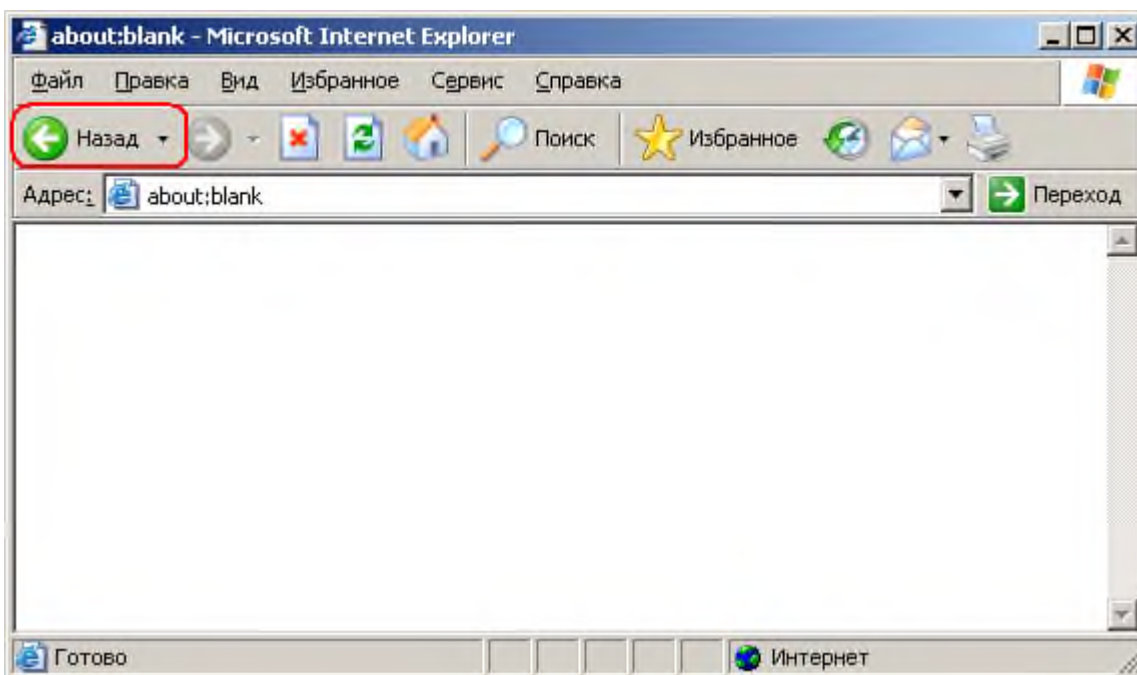 about:blank - Microsoft Internet Explorer
Файл Правка Вид Избранное Сервис Справка
Назад Поиск Избранное
Адрес: about:blank Переход
Готово Интернет